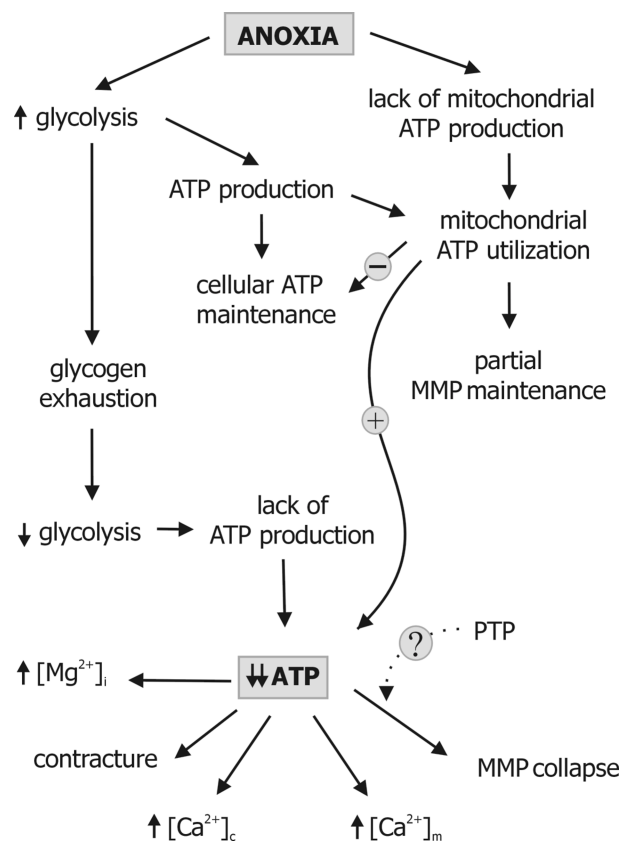 ANOXIA
↑ glycolysis
lack of mitochondrial
ATP production
ATP production
mitochondrial
ATP utilization
−
cellular ATP
maintenance
glycogen
exhaustion
partial
MMP maintenance
+
lack of
ATP production
↓ glycolysis
PTP
?
↑ [Mg²⁺]ᵢ
↓↓ ATP
contracture
MMP collapse
↑ [Ca²⁺]c
↑ [Ca²⁺]m